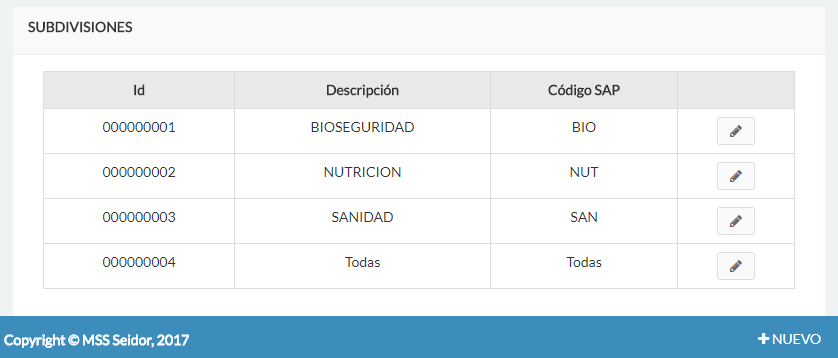 SUBDIVISIONES
Id Descripción Código SAP
000000001 BIOSEGURIDAD BIO
000000002 NUTRICION NUT
000000003 SANIDAD SAN
000000004 Todas Todas
Copyright © MSS Seidor, 2017 NUEVO